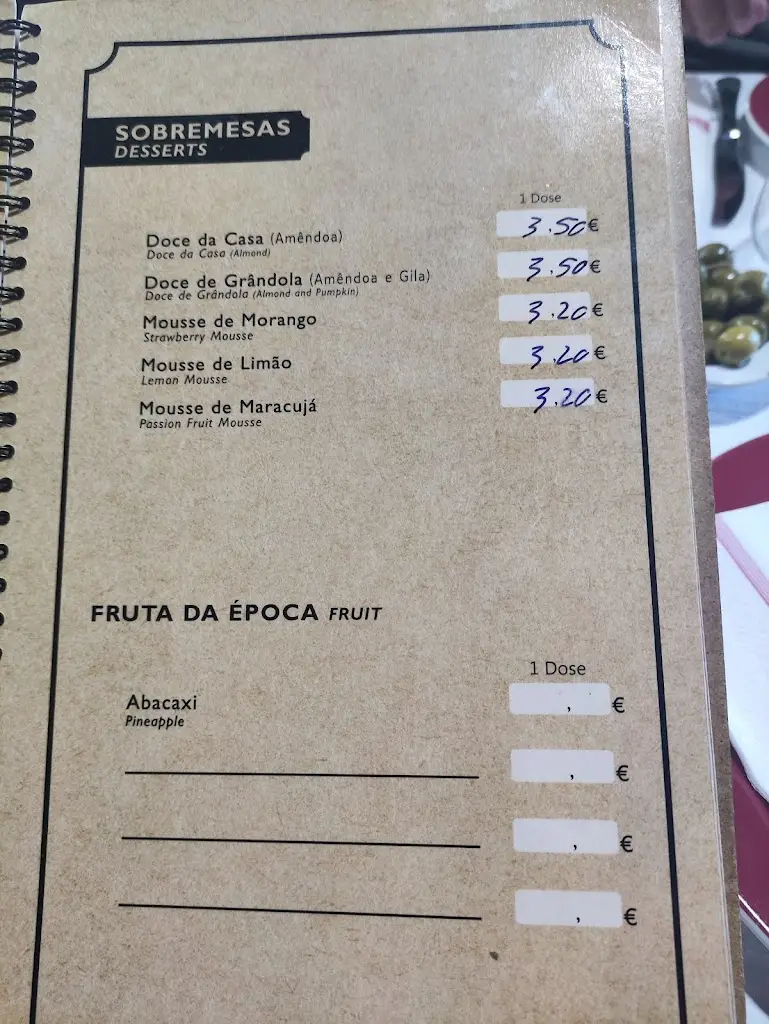 SOBREMESAS
DESSERTS
1 Dose
Doce da Casa (Amêndoa) 3.50€
Doce da Casa (Almond)
Doce de Grândola (Amêndoa e Gila) 3.50€
Doce de Grândola (Almond and Pumpkin)
Mousse de Morango 3.20€
Strawberry Mousse
Mousse de Limão 3.20€
Lemon Mousse
Mousse de Maracujá 3.20€
Passion Fruit Mousse
FRUTA DA ÉPOCA FRUIT
1 Dose
Abacaxi , €
Pineapple
, €
, €
, €